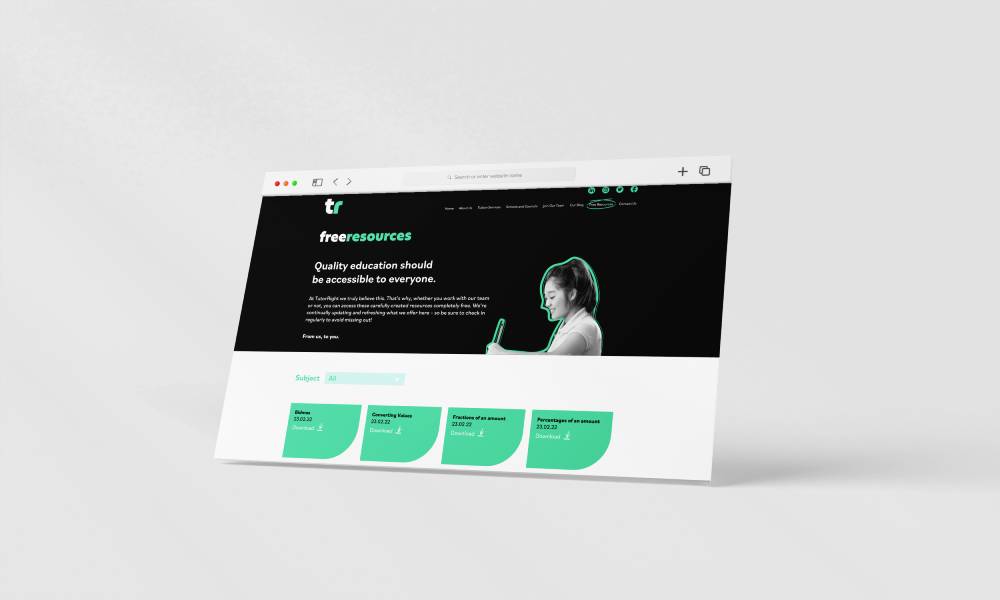 Search or enter website name
tr
Home About Us Tuition Services Schools and Councils Join Our Team Our Blog Free Resources Contact Us
freeresources
Quality education should
be accessible to everyone.
At TutorRight we truly believe this. That's why, whether you work with our team
or not, you can access these carefully created resources completely free. We're
continually updating and refreshing what we offer here - so be sure to check in
regularly to avoid missing out!
From us, to you.
Subject All
Bidmas
23.02.22
Download
Converting Values
23.02.22
Download
Fractions of an amount
23.02.22
Download
Percentages of an amount
23.02.22
Download